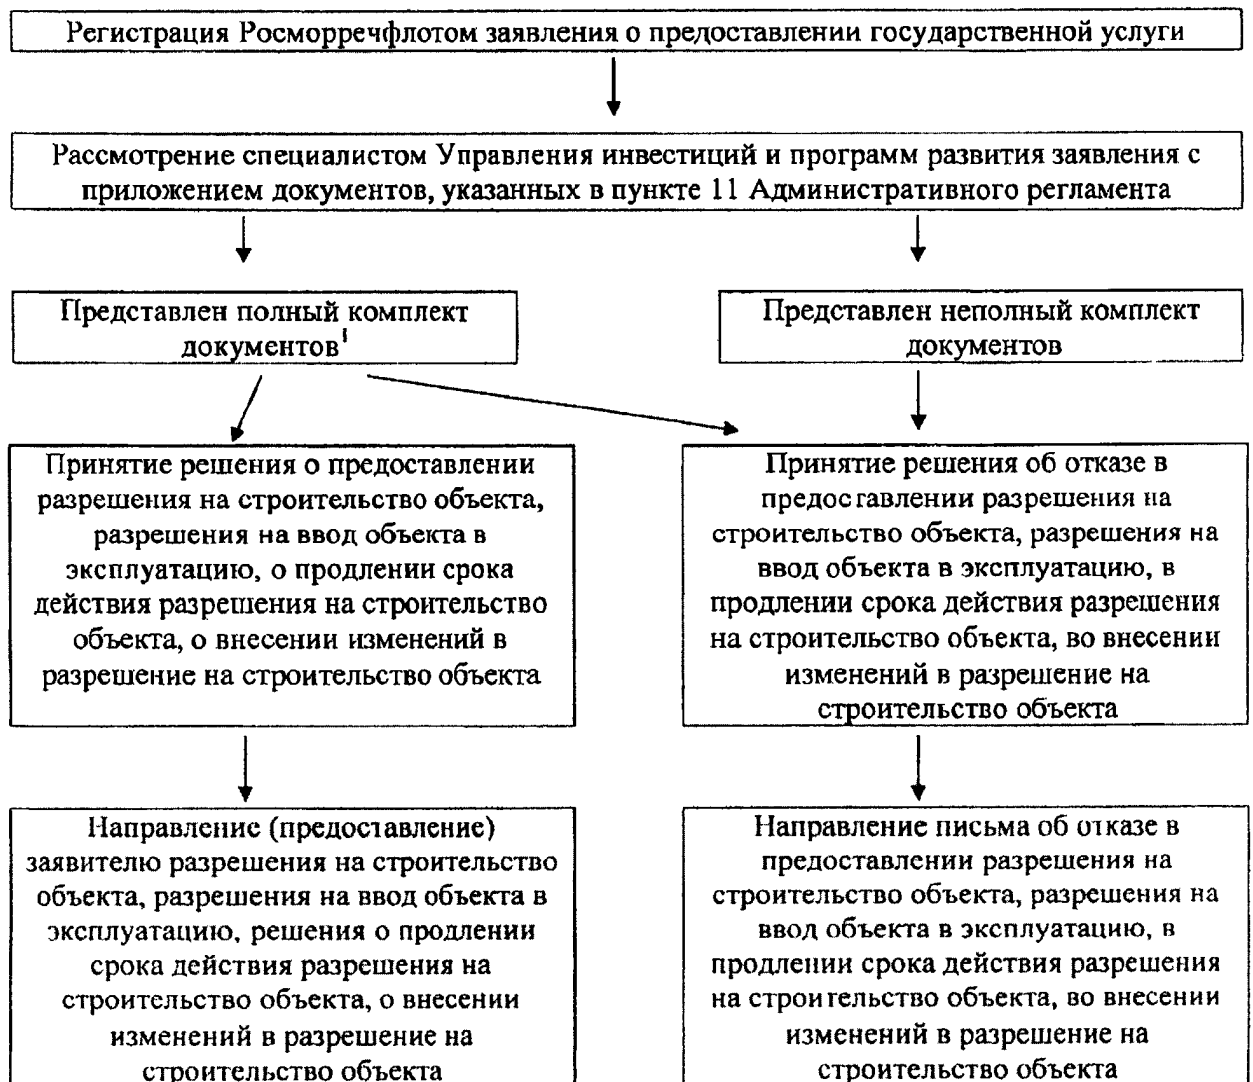 Регистрация Росморречфлотом заявления о предоставлении государственной услуги
Рассмотрение специалистом Управления инвестиций и программ развития заявления с
приложением документов, указанных в пункте 11 Административного регламента
Представлен полный комплект
документов¹
Представлен неполный комплект
документов
Принятие решения о предоставлении
разрешения на строительство объекта,
разрешения на ввод объекта в
эксплуатацию, о продлении срока
действия разрешения на строительство
объекта, о внесении изменений в
разрешение на строительство объекта
Принятие решения об отказе в
предоставлении разрешения на
строительство объекта, разрешения на
ввод объекта в эксплуатацию, в
продлении срока действия разрешения
на строительство объекта, во внесении
изменений в разрешение на
строительство объекта
Направление (предоставление)
заявителю разрешения на строительство
объекта, разрешения на ввод объекта в
эксплуатацию, решения о продлении
срока действия разрешения на
строительство объекта, о внесении
изменений в разрешение на
строительство объекта
Направление письма об отказе в
предоставлении разрешения на
строительство объекта, разрешения на
ввод объекта в эксплуатацию, в
продлении срока действия разрешения
на строительство объекта, во внесении
изменений в разрешение на
строительство объекта